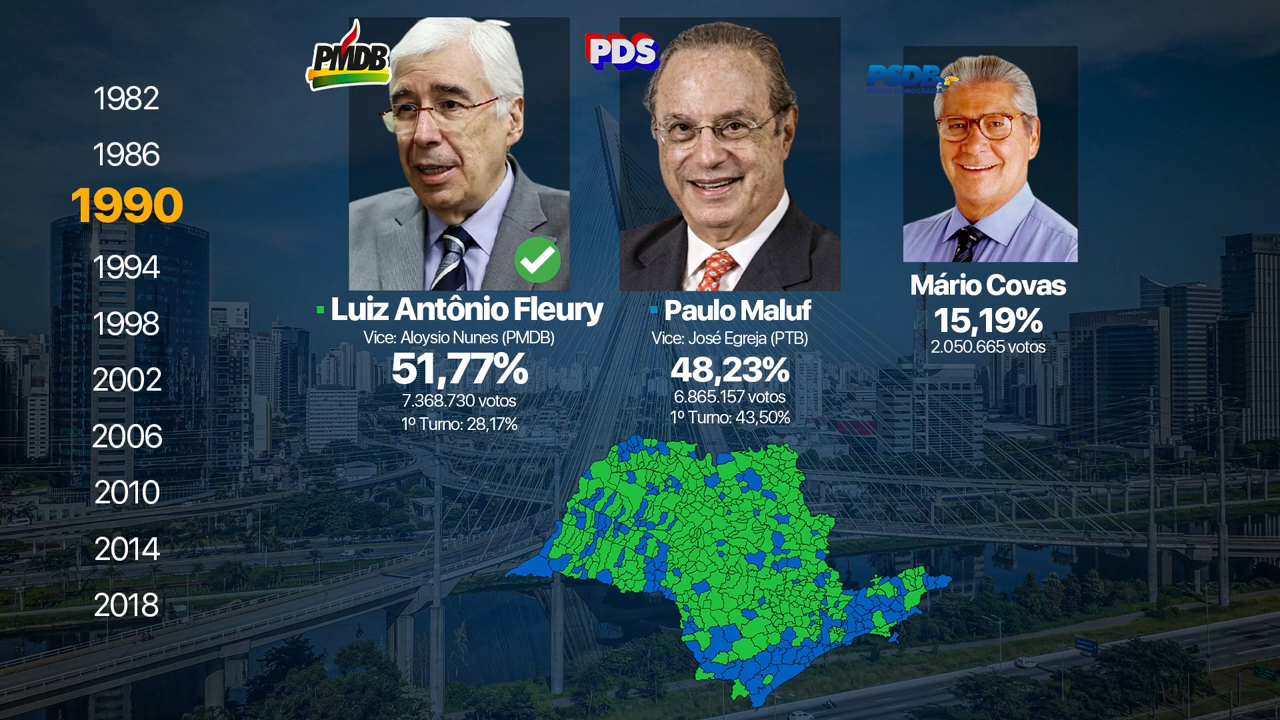 1982
1986
1990
1994
1998
2002
2006
2010
2014
2018
PMDB
Luiz Antônio Fleury
Vice: Aloysio Nunes (PMDB)
51,77%
7.368.730 votos
1º Turno: 28,17%
PDS
Paulo Maluf
Vice: José Egreja (PTB)
48,23%
6.865.157 votos
1º Turno: 43,50%
PSDB
Mário Covas
15,19%
2.050.665 votos